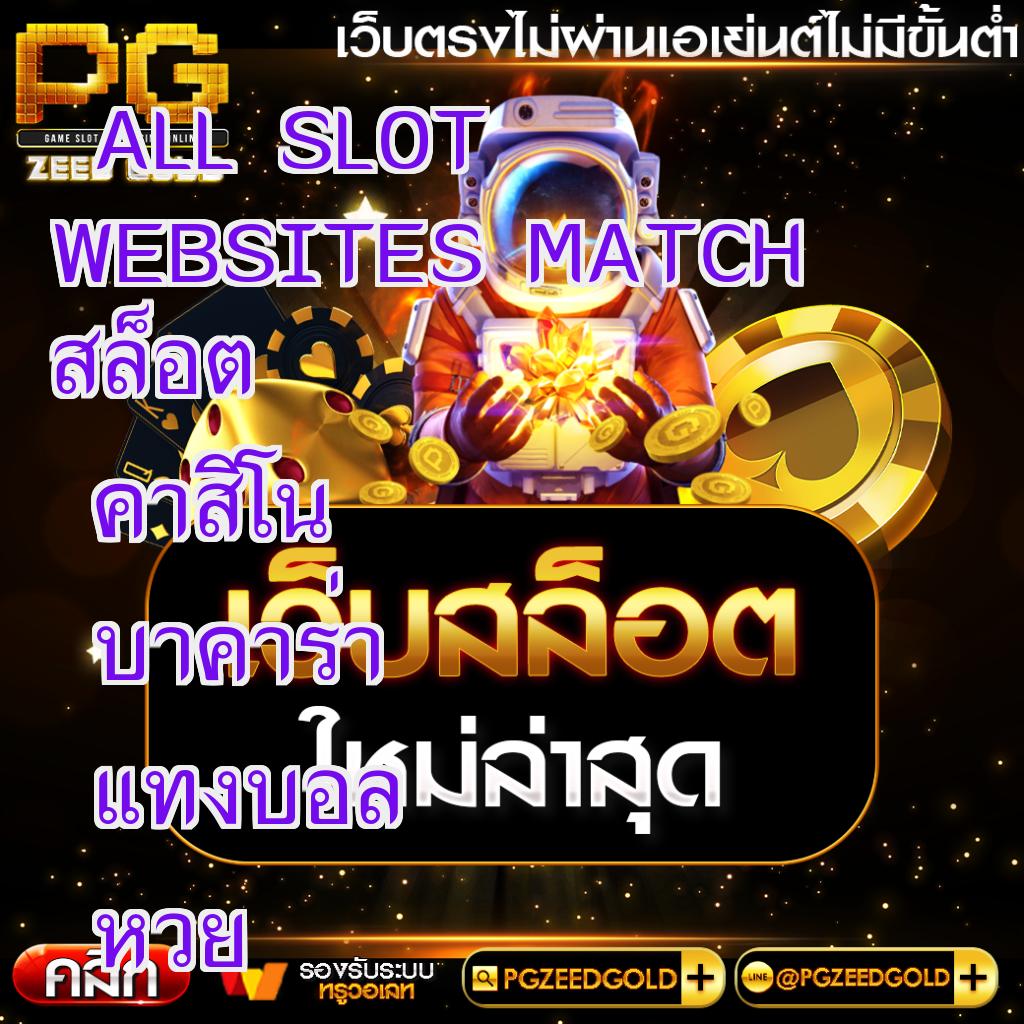 เว็บตรงไม่ผ่านเอเย่นต์ไม่มีขั้นต่ำ
PG
GAME SLOT
ZEED GOLD
ALL SLOT
WEBSITES MATCH
สล็อต
คาสิโน
เว็บสล็อต
บาคาร่า
ใหม่ล่าสุด
แทงบอล
หวย
คลิก
รองรับระบบ
ทรูวอเลท
PGZEEDGOLD
LINE @PGZEEDGOLD